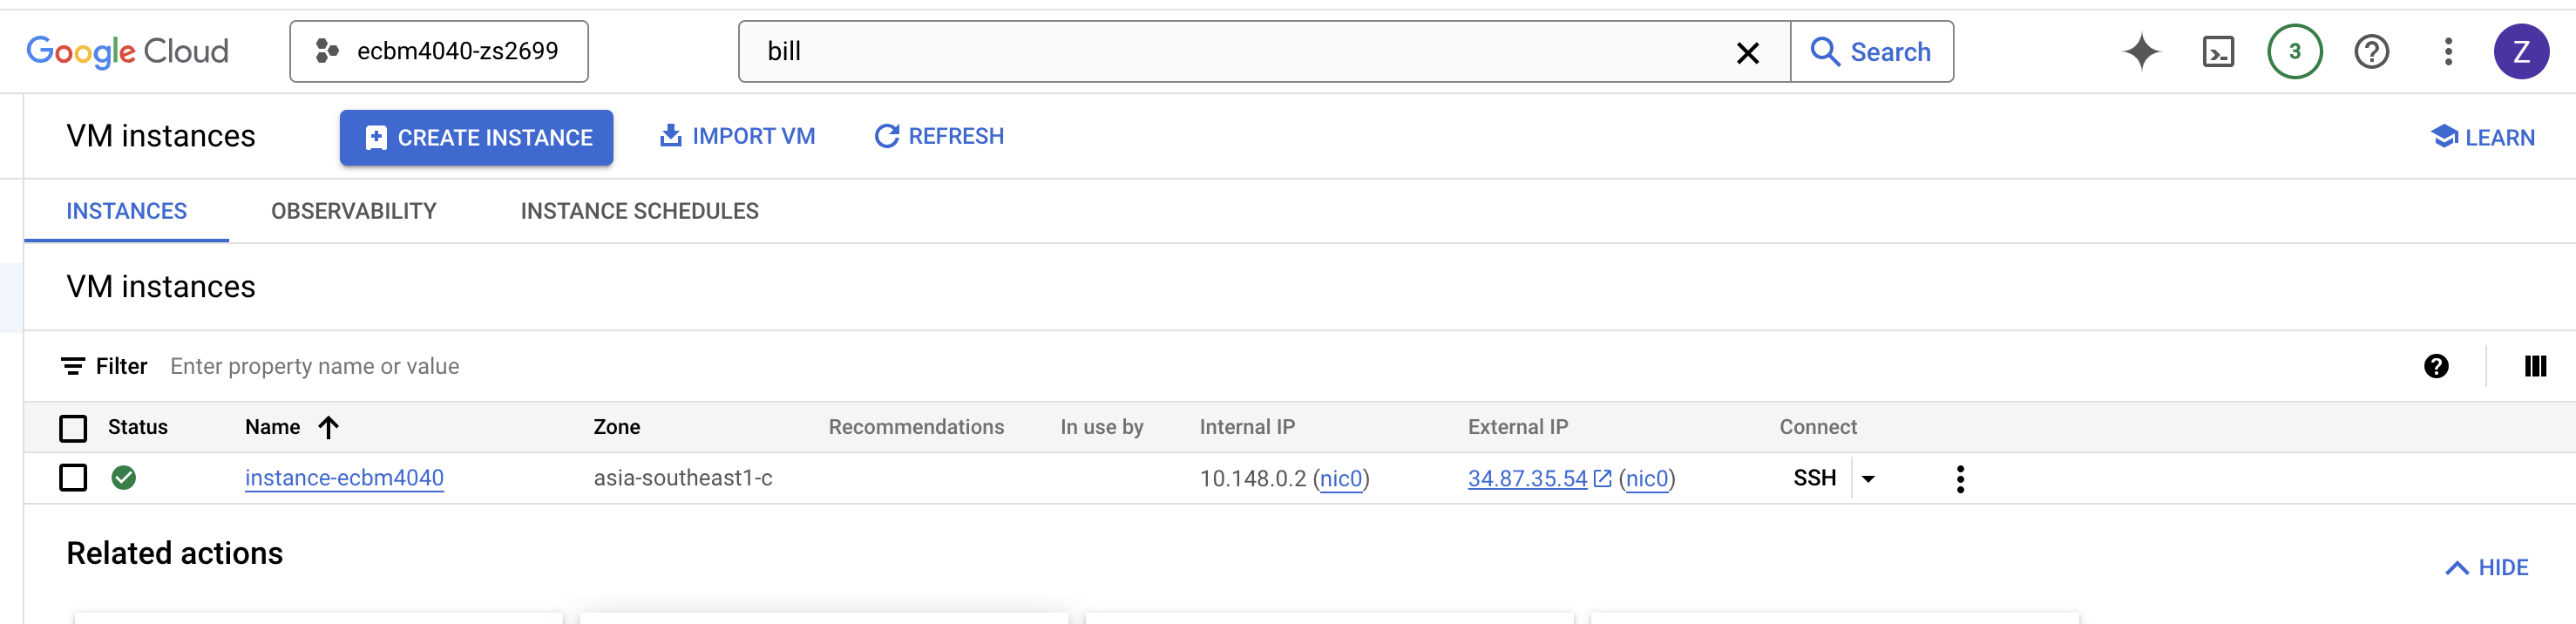 Google Cloud ecbm4040-zs2699 bill Search 3 Z
VM instances CREATE INSTANCE IMPORT VM REFRESH LEARN
INSTANCES OBSERVABILITY INSTANCE SCHEDULES
VM instances
Filter Enter property name or value
Status Name Zone Recommendations In use by Internal IP External IP Connect
instance-ecbm4040 asia-southeast1-c 10.148.0.2 (nic0) 34.87.35.54 (nic0) SSH
Related actions
HIDE